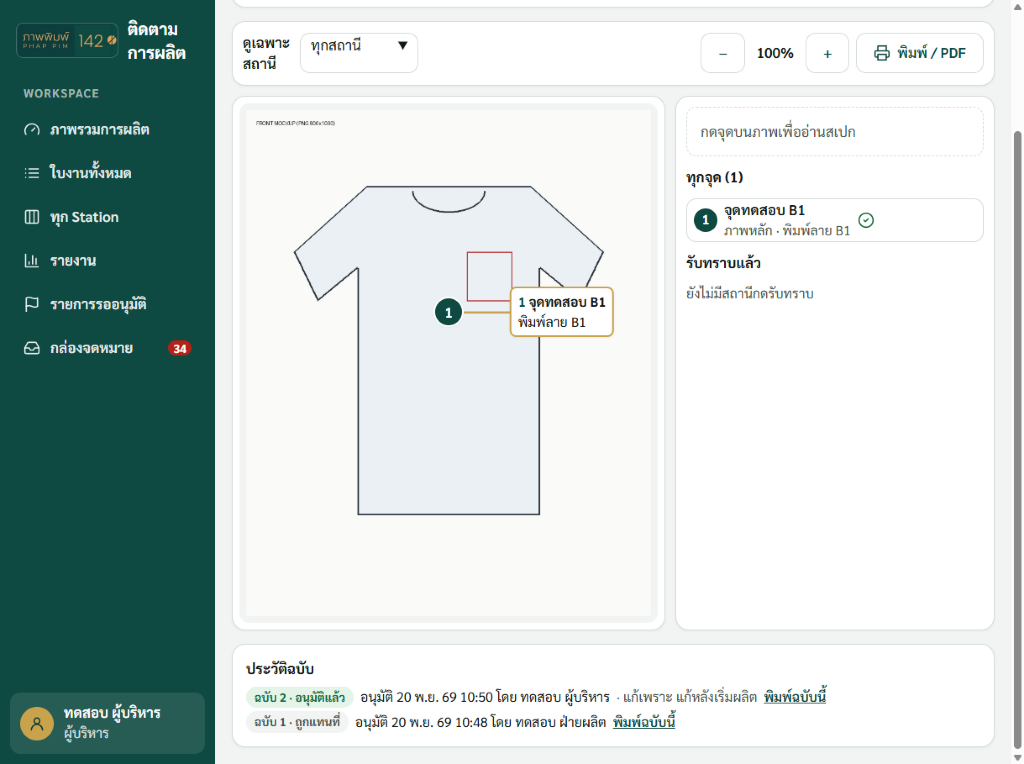 ภาพพิมพ์
PHAP PIM
142
ติดตาม
การผลิต
WORKSPACE
ภาพรวมการผลิต
ใบงานทั้งหมด
ทุก Station
รายงาน
รายการรออนุมัติ
กล่องจดหมาย 34
ทดสอบ ผู้บริหาร
ผู้บริหาร
ดูเฉพาะ
สถานี
ทุกสถานี
− 100% +
พิมพ์ / PDF
1
1 จุดทดสอบ B1
พิมพ์ลาย B1
กดจุดบนภาพเพื่ออ่านสเปก
ทุกจุด (1)
1 จุดทดสอบ B1
ภาพหลัก · พิมพ์ลาย B1
รับทราบแล้ว
ยังไม่มีสถานีกดรับทราบ
ประวัติฉบับ
ฉบับ 2 · อนุมัติแล้ว อนุมัติ 20 พ.ย. 69 10:50 โดย ทดสอบ ผู้บริหาร · แก้เพราะ แก้หลังเริ่มผลิต พิมพ์ฉบับนี้
ฉบับ 1 · ถูกแทนที่ อนุมัติ 20 พ.ย. 69 10:48 โดย ทดสอบ ฝ่ายผลิต พิมพ์ฉบับนี้